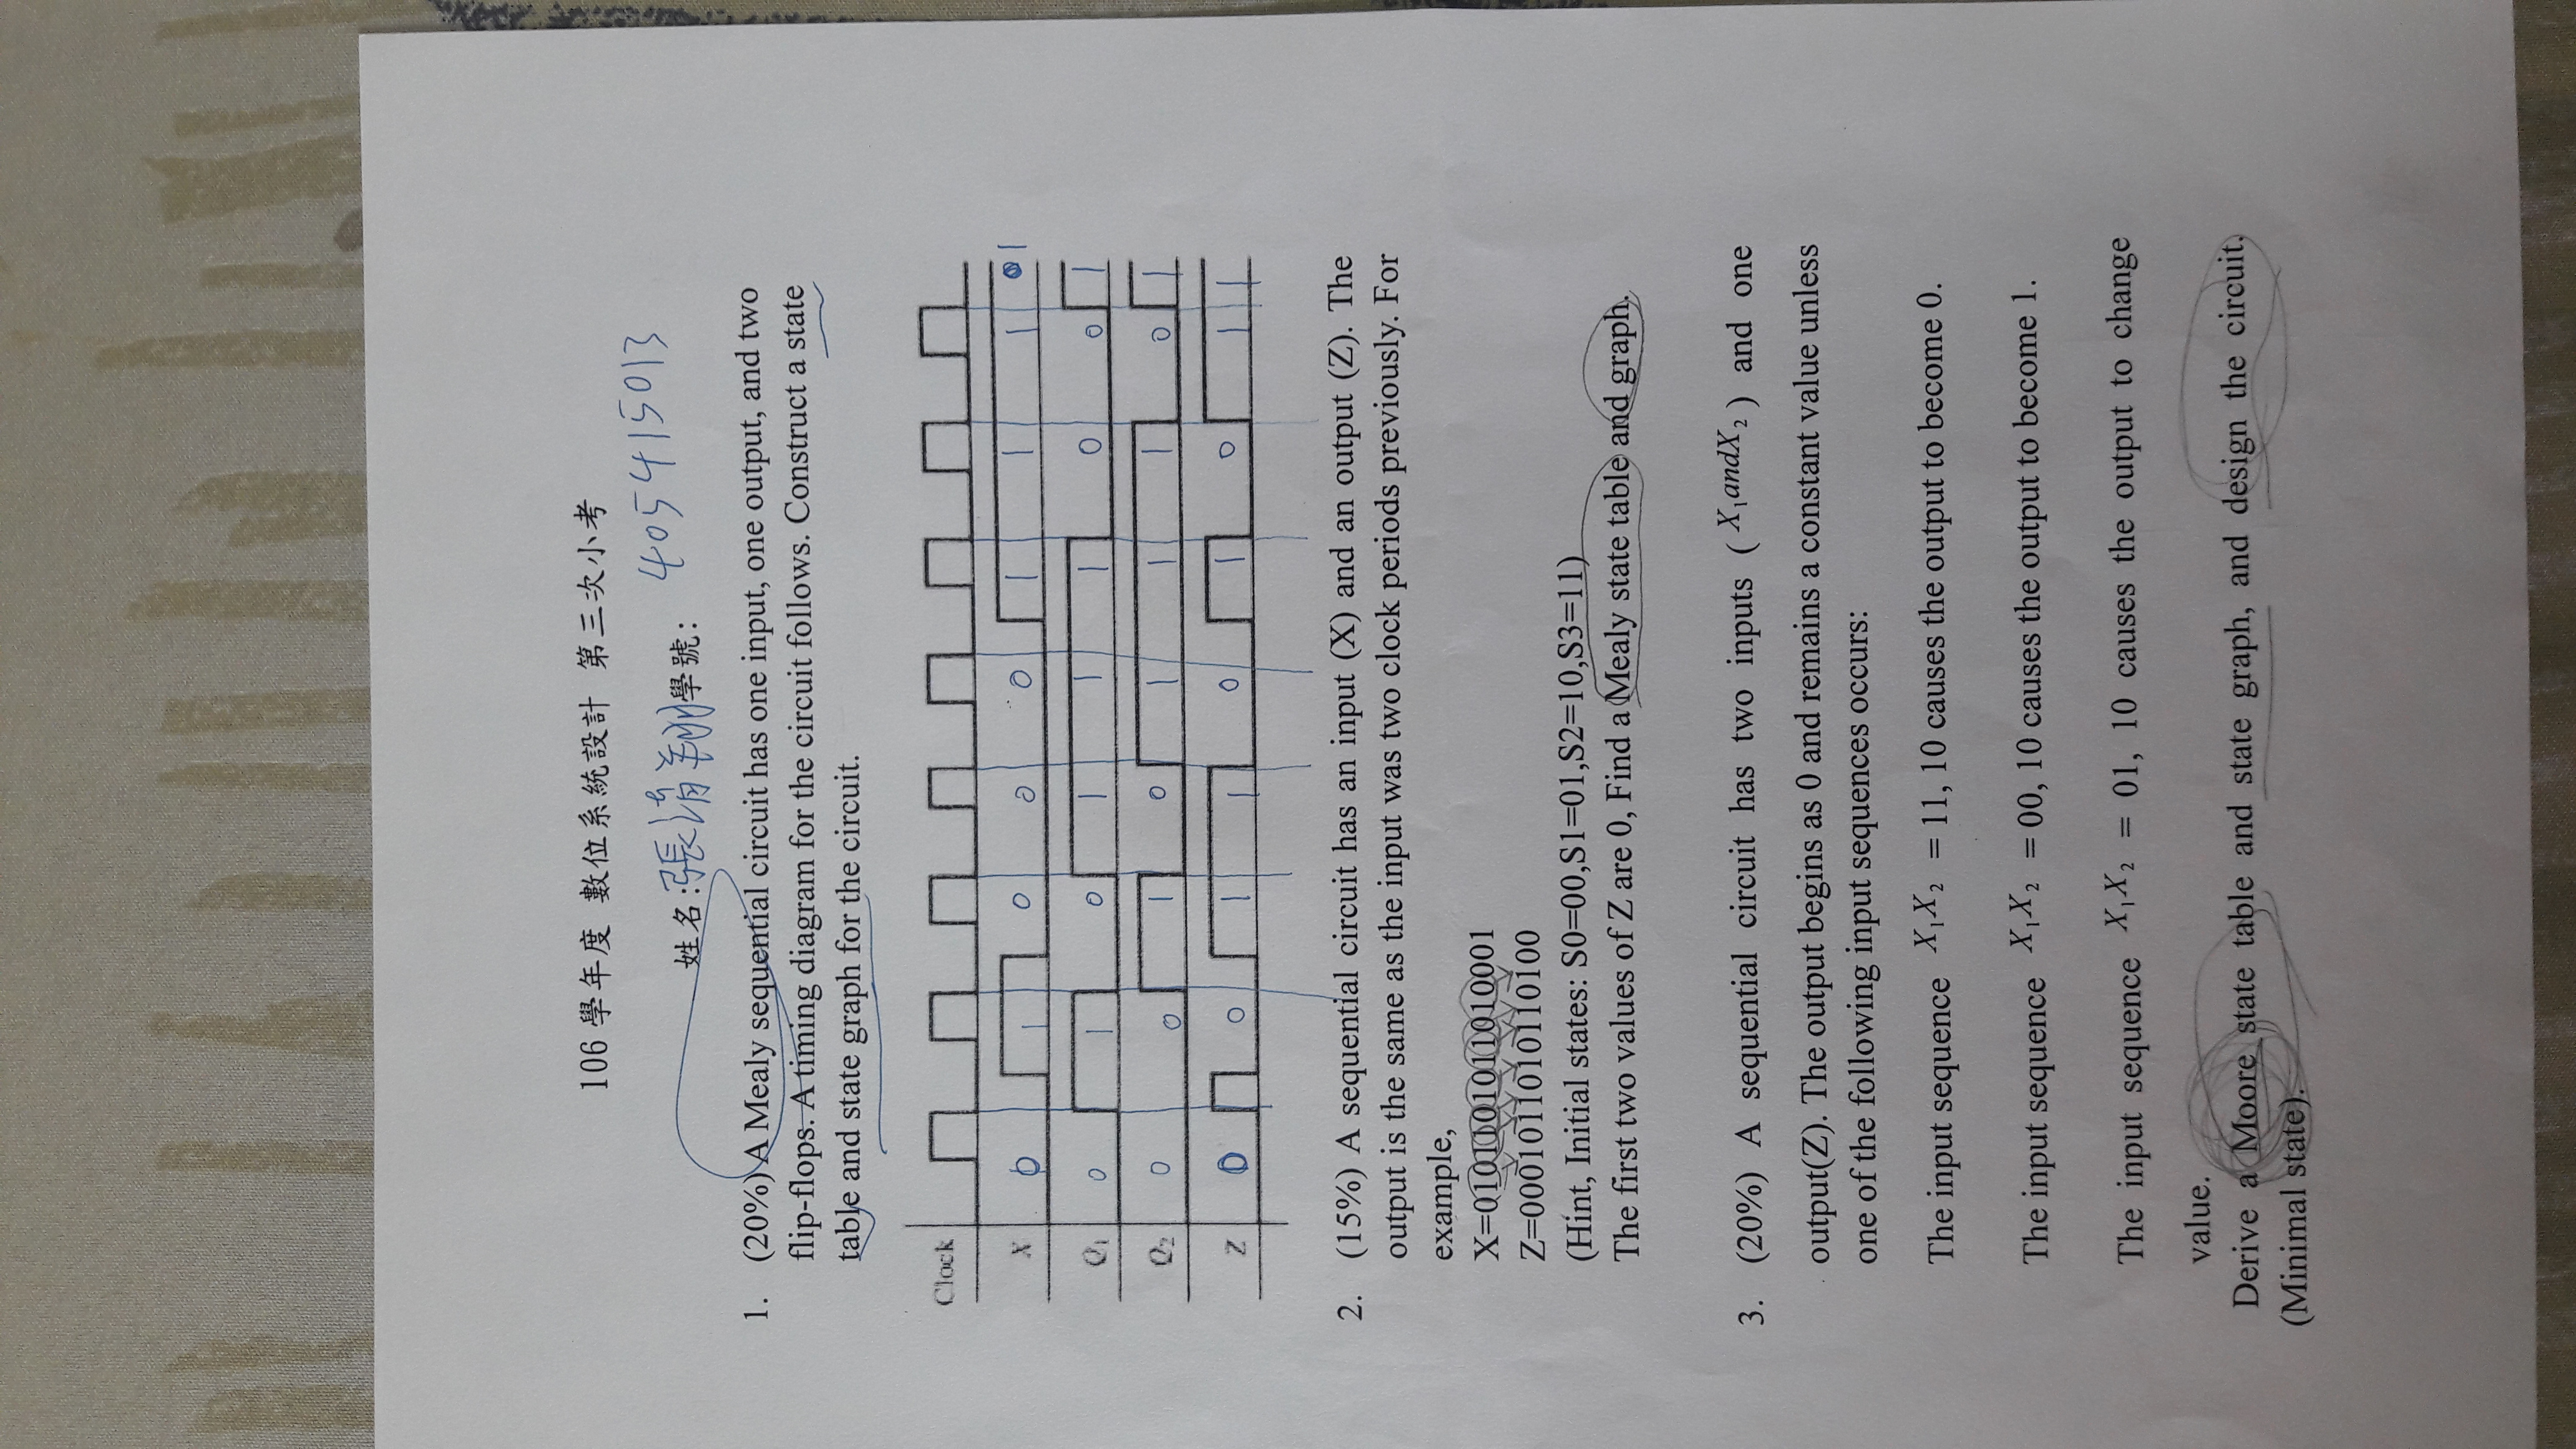 106 學年度 數位系統設計 第三次小考
姓名:張清翔學號: 405415013
1. (20%) A Mealy sequential circuit has one input, one output, and two
flip-flops. A timing diagram for the circuit follows. Construct a state
table and state graph for the circuit.
Clock
X 0 1 0 0 0 1 1 1 0 1
Q₁ 0 1 0 1 1 1 0 0 1
Q₂ 0 0 1 0 1 1 1 0 1
Z 0 0 1 1 0 1 0 1 1
2. (15%) A sequential circuit has an input (X) and an output (Z). The
output is the same as the input was two clock periods previously. For
example,
X=0101101011010001
Z=0001011010110100
(Hint, Initial states: S0=00,S1=01,S2=10,S3=11)
The first two values of Z are 0, Find a Mealy state table and graph.
3. (20%) A sequential circuit has two inputs ( X₁andX₂ ) and one
output(Z). The output begins as 0 and remains a constant value unless
one of the following input sequences occurs:
The input sequence X₁X₂ = 11, 10 causes the output to become 0.
The input sequence X₁X₂ = 00, 10 causes the output to become 1.
The input sequence X₁X₂ = 01, 10 causes the output to change
value.
Derive a Moore state table and state graph, and design the circuit.
(Minimal state).